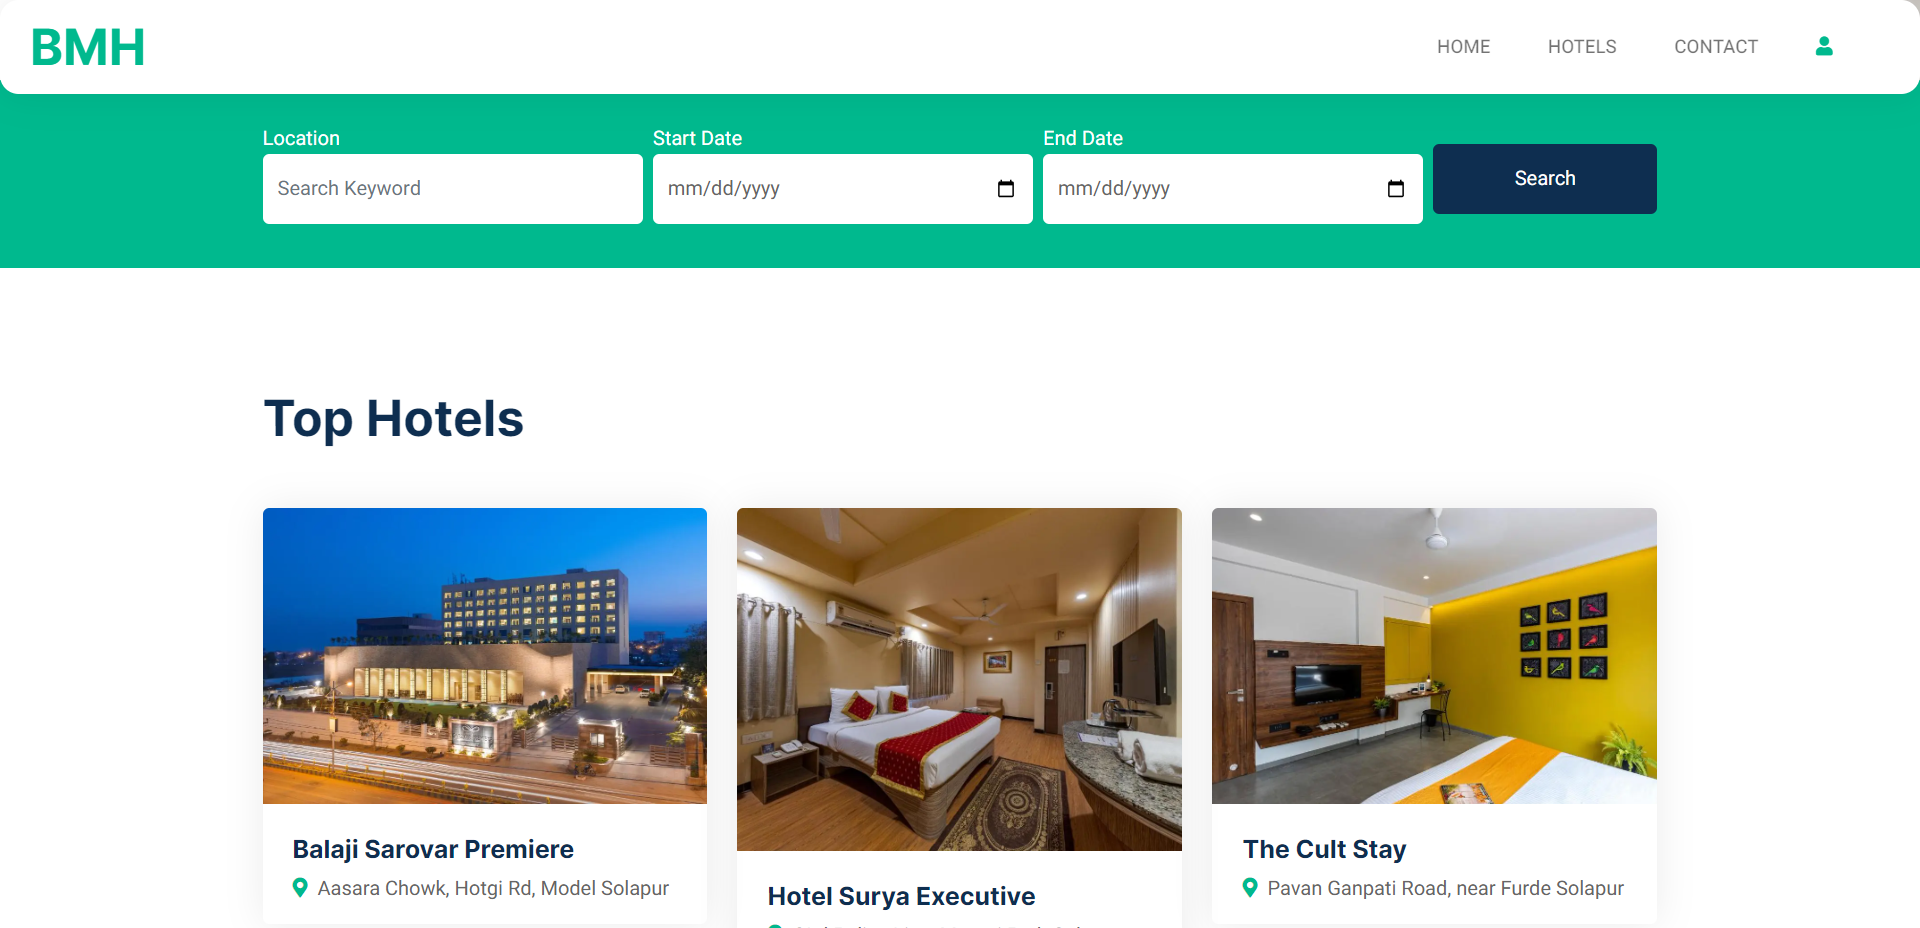 BMH
HOME
HOTELS
CONTACT
Location
Start Date
End Date
Search Keyword
mm/dd/yyyy
mm/dd/yyyy
Search
Top Hotels
Balaji Sarovar Premiere
Aasara Chowk, Hotgi Rd, Model Solapur
Hotel Surya Executive
The Cult Stay
Pavan Ganpati Road, near Furde Solapur